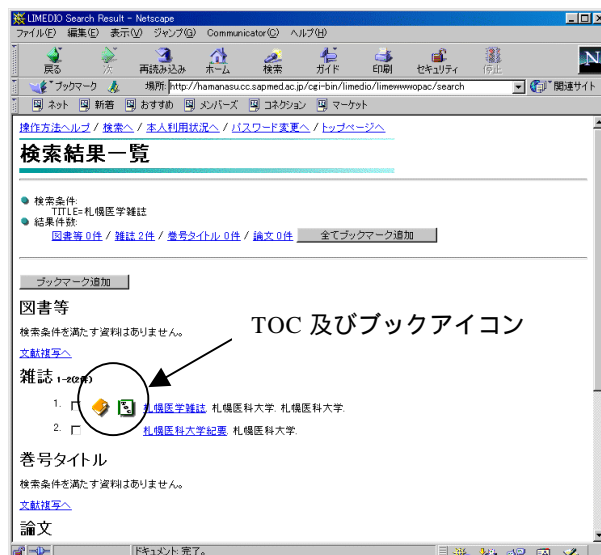 LIMEDIO Search Result - Netscape
ファイル(F) 編集(E) 表示(V) ジャンプ(G) Communicator(C) ヘルプ(H)
戻る 次 再読み込み ホーム 検索 ガイド 印刷 セキュリティ 停止 N
ブックマーク 場所: http://hamanasu.cc.sapmed.ac.jp/cgi-bin/limedio/limewwwopac/search 関連サイト
ネット 新着 おすすめ メンバーズ コネクション マーケット
操作方法へルプ / 検索へ / 本人利用状況へ / パスワード変更へ / トップページへ
検索結果一覧
検索条件:
TITLE=札幌医学雑誌
結果件数:
図書等 0件 / 雑誌 2件 / 巻号タイトル 0件 / 論文 0件 全てブックマーク追加
ブックマーク追加
図書等
検索条件を満たす資料はありません。
TOC 及びブックアイコン
文献複写へ
雑誌 1-2(2件)
1. 札幌医学雑誌. 札幌医科大学. 札幌医科大学.
2. 札幌医科大学紀要. 札幌医科大学.
巻号タイトル
検索条件を満たす資料はありません。
文献複写へ
論文
ドキュメント: 完了。